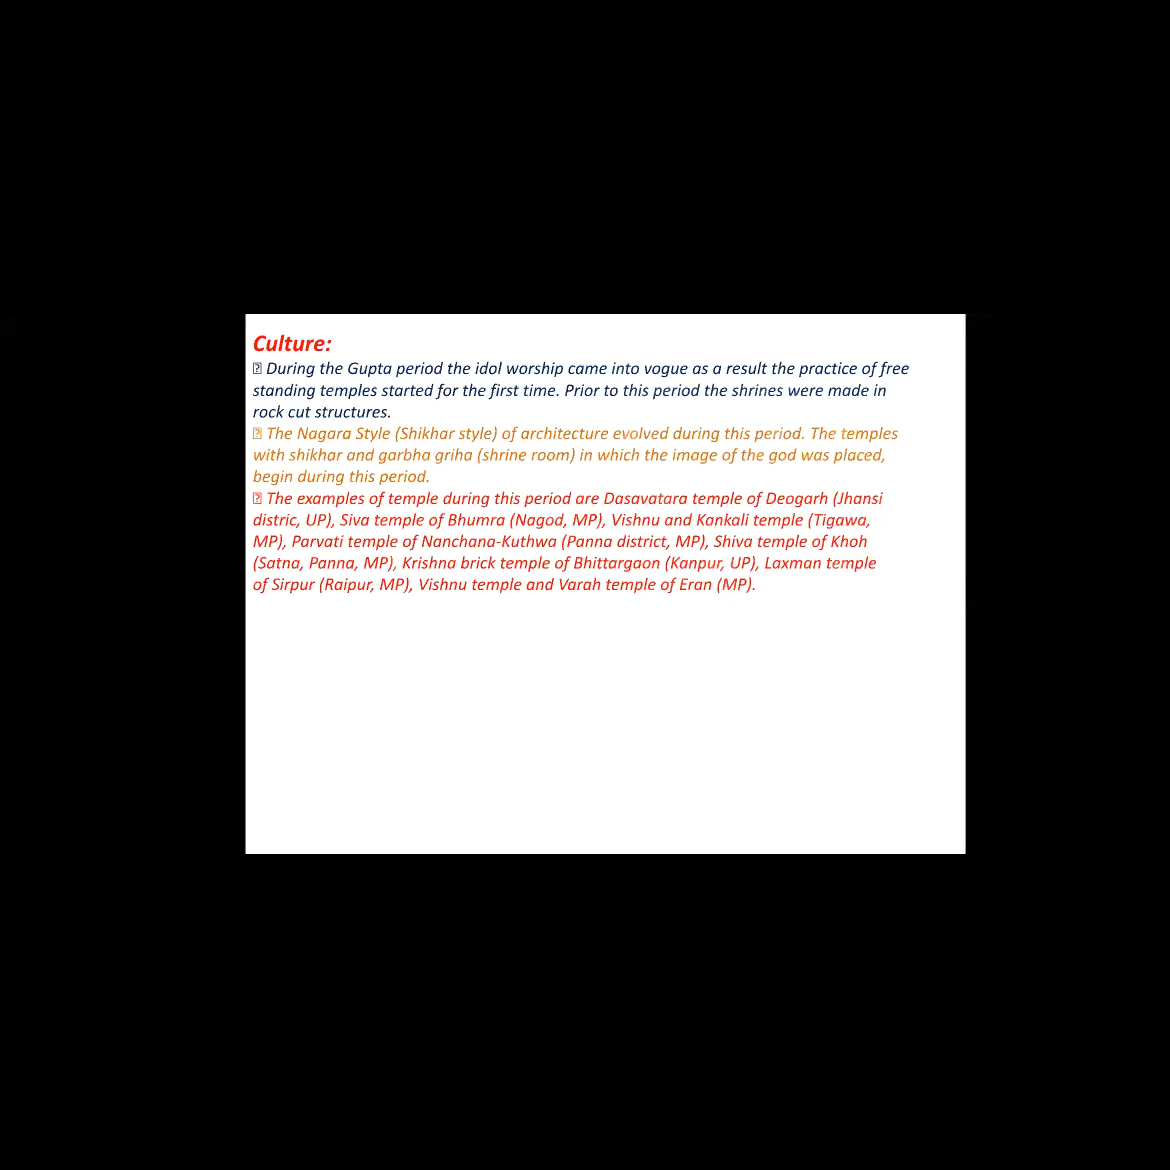 Culture:
⍰ During the Gupta period the idol worship came into vogue as a result the practice of free
standing temples started for the first time. Prior to this period the shrines were made in
rock cut structures.
⍰ The Nagara Style (Shikhar style) of architecture evolved during this period. The temples
with shikhar and garbha griha (shrine room) in which the image of the god was placed,
begin during this period.
⍰ The examples of temple during this period are Dasavatara temple of Deogarh (Jhansi
distric, UP), Siva temple of Bhumra (Nagod, MP), Vishnu and Kankali temple (Tigawa,
MP), Parvati temple of Nanchana-Kuthwa (Panna district, MP), Shiva temple of Khoh
(Satna, Panna, MP), Krishna brick temple of Bhittargaon (Kanpur, UP), Laxman temple
of Sirpur (Raipur, MP), Vishnu temple and Varah temple of Eran (MP).